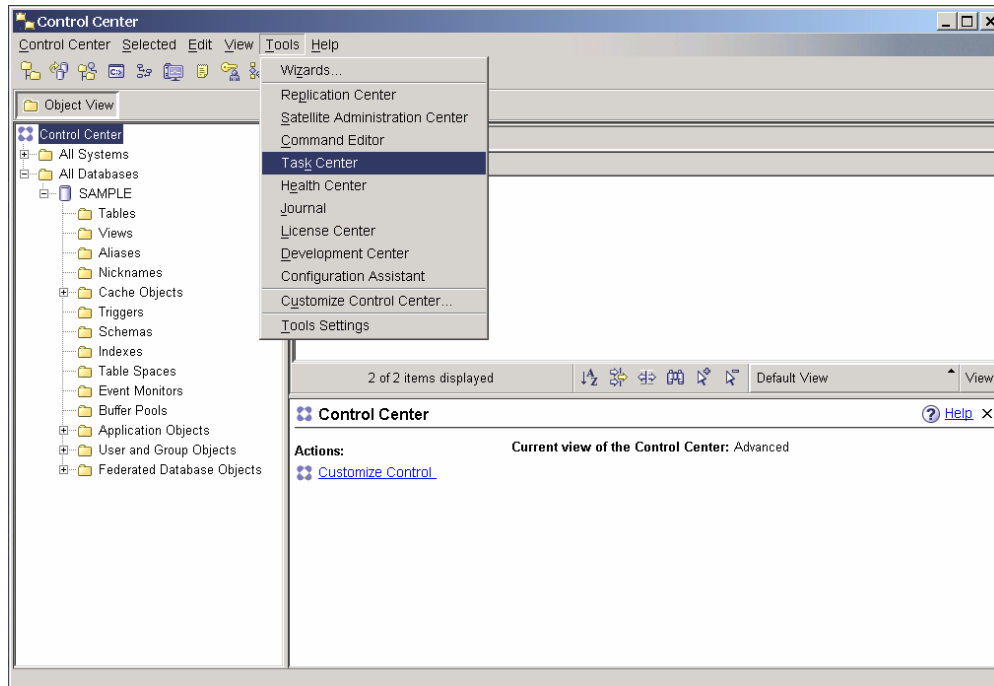 Control Center
Control Center Selected Edit View Tools Help
Wizards...
Replication Center
Satellite Administration Center
Command Editor
Task Center
Health Center
Journal
License Center
Development Center
Configuration Assistant
Customize Control Center...
Tools Settings
Object View
Control Center
All Systems
All Databases
SAMPLE
Tables
Views
Aliases
Nicknames
Cache Objects
Triggers
Schemas
Indexes
Table Spaces
Event Monitors
Buffer Pools
Application Objects
User and Group Objects
Federated Database Objects
2 of 2 items displayed Default View View
Control Center Help
Actions:
Customize Control
Current view of the Control Center: Advanced